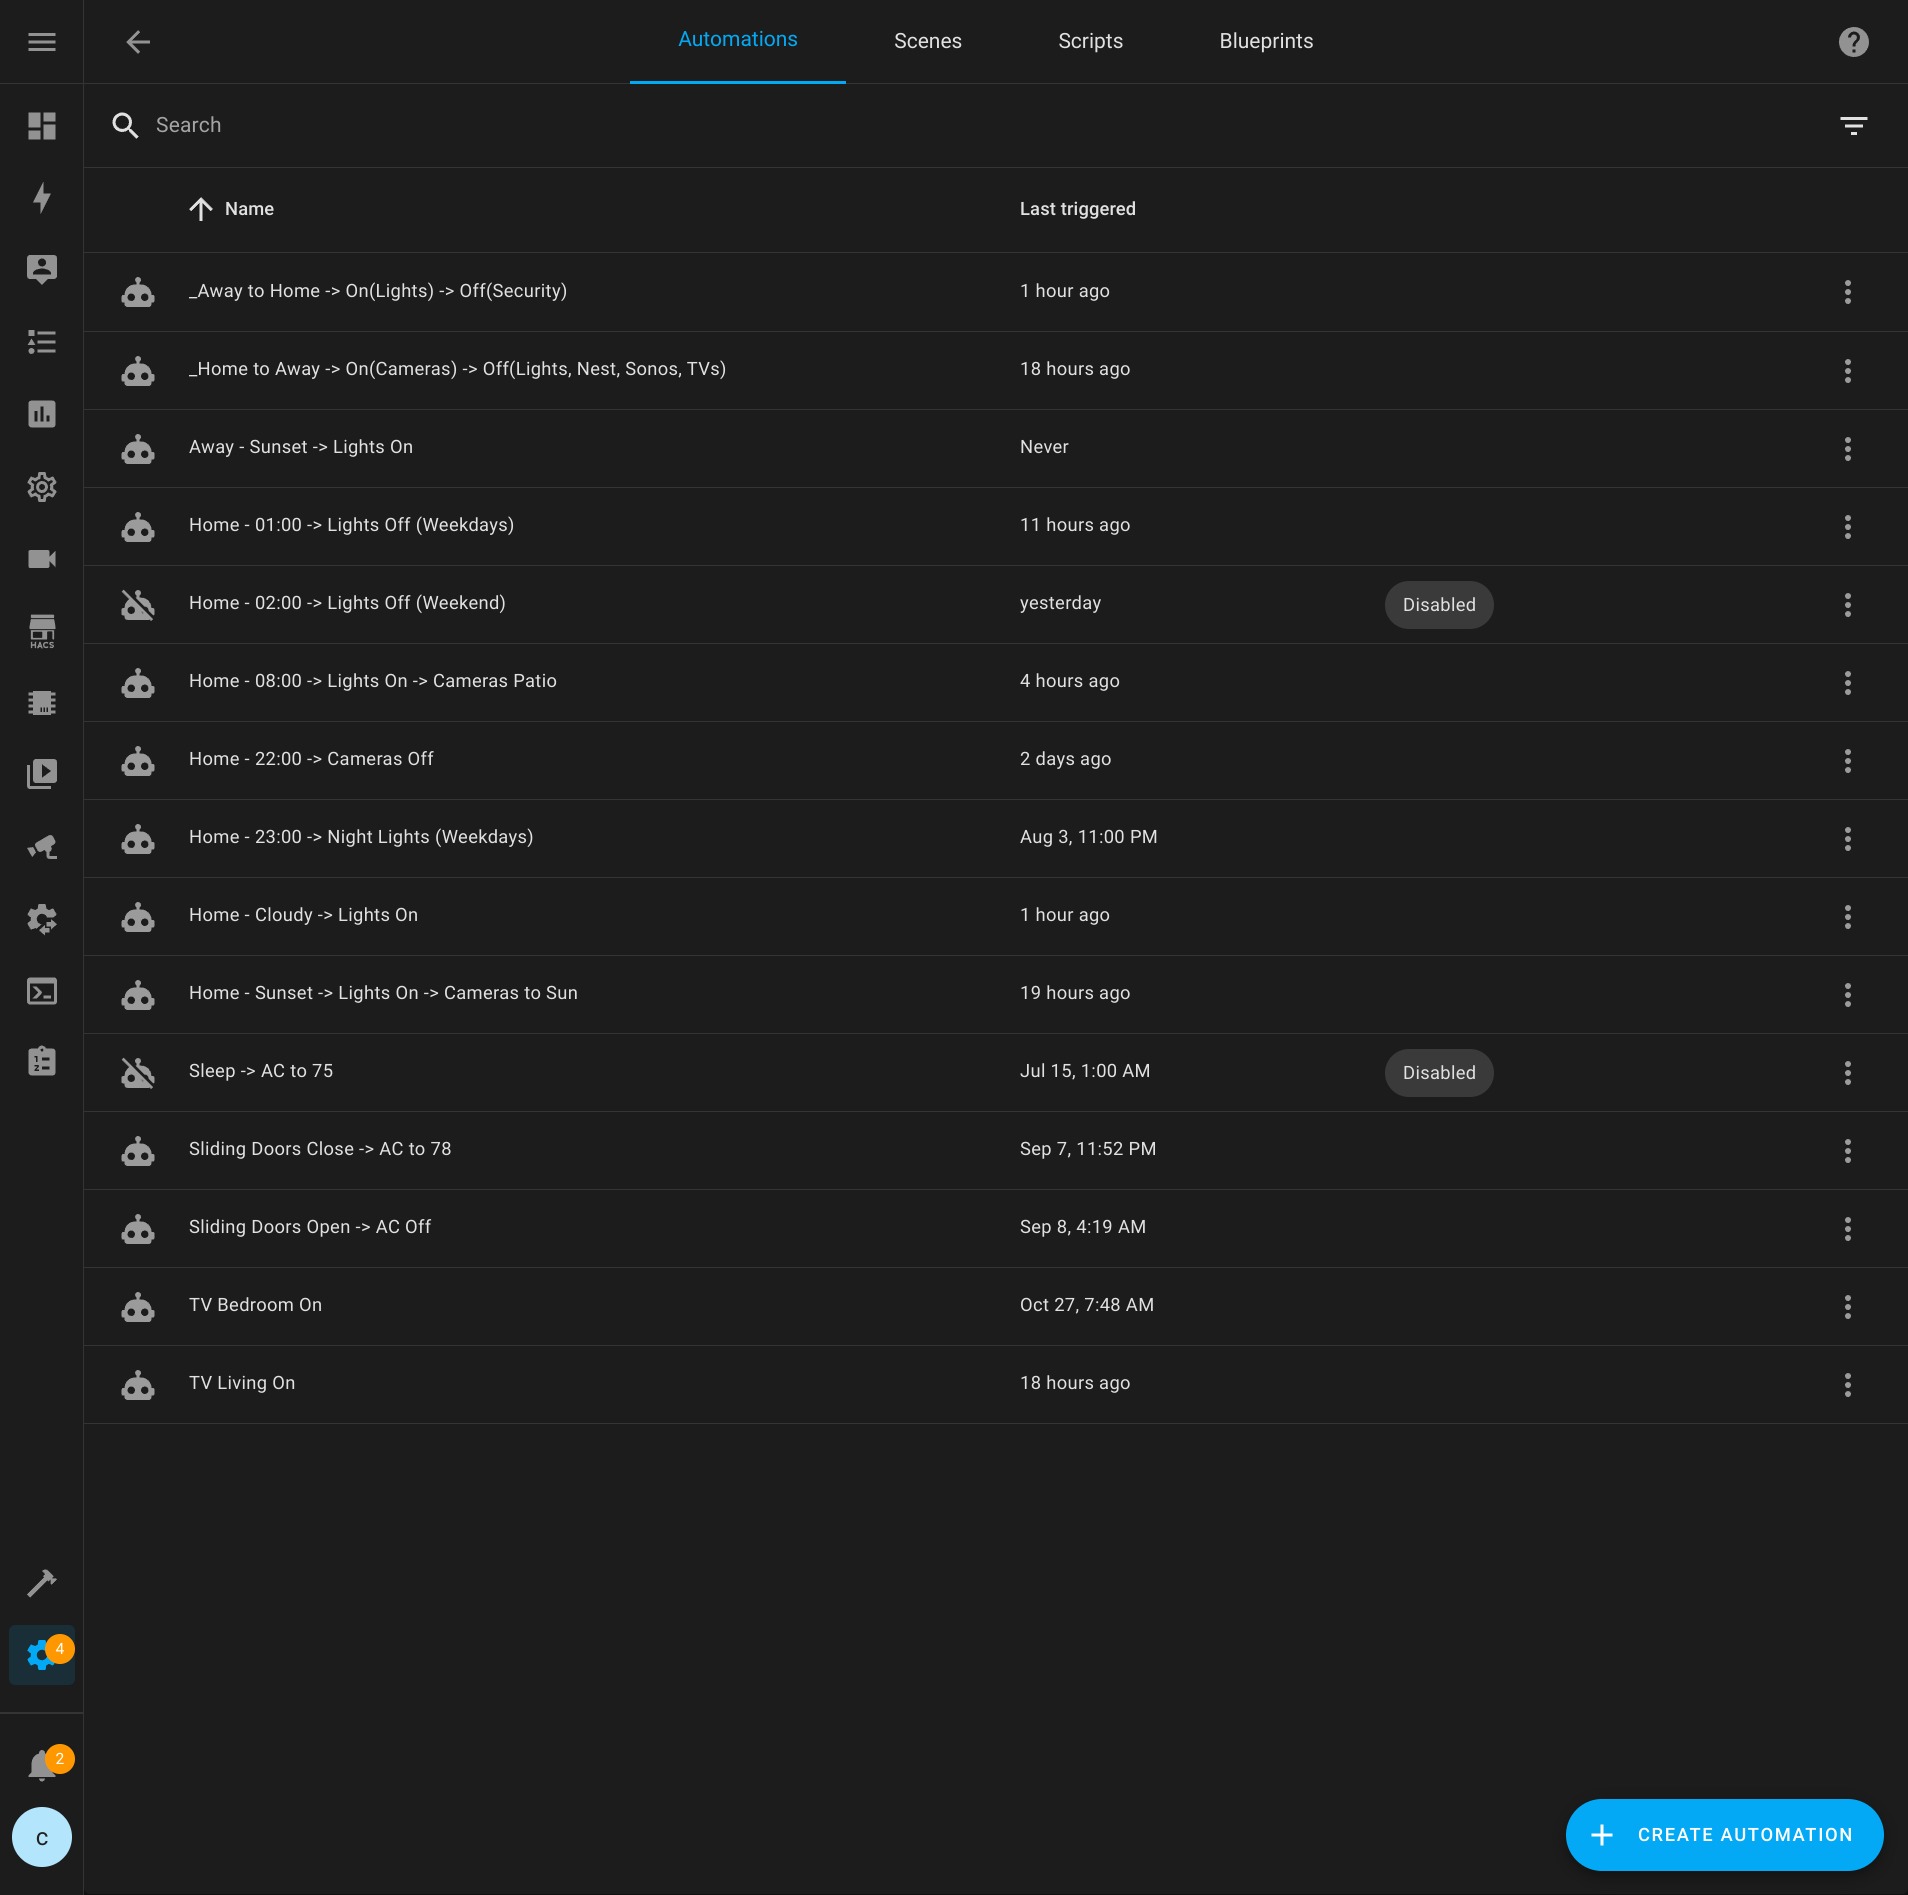 Automations
Scenes
Scripts
Blueprints
Search
Name
Last triggered
_Away to Home -> On(Lights) -> Off(Security)
1 hour ago
_Home to Away -> On(Cameras) -> Off(Lights, Nest, Sonos, TVs)
18 hours ago
Away - Sunset -> Lights On
Never
Home - 01:00 -> Lights Off (Weekdays)
11 hours ago
Home - 02:00 -> Lights Off (Weekend)
yesterday
Disabled
Home - 08:00 -> Lights On -> Cameras Patio
4 hours ago
HACS
Home - 22:00 -> Cameras Off
2 days ago
Home - 23:00 -> Night Lights (Weekdays)
Aug 3, 11:00 PM
Home - Cloudy -> Lights On
1 hour ago
Home - Sunset -> Lights On -> Cameras to Sun
19 hours ago
Sleep -> AC to 75
Jul 15, 1:00 AM
Disabled
Sliding Doors Close -> AC to 78
Sep 7, 11:52 PM
Sliding Doors Open -> AC Off
Sep 8, 4:19 AM
TV Bedroom On
Oct 27, 7:48 AM
TV Living On
18 hours ago
4
2
C
CREATE AUTOMATION